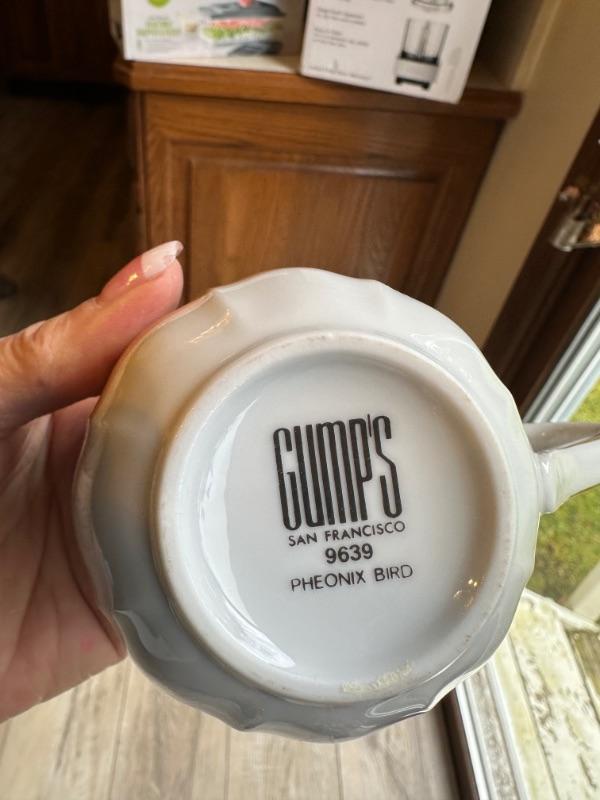 GUMP'S
SAN FRANCISCO
9639
PHEONIX BIRD